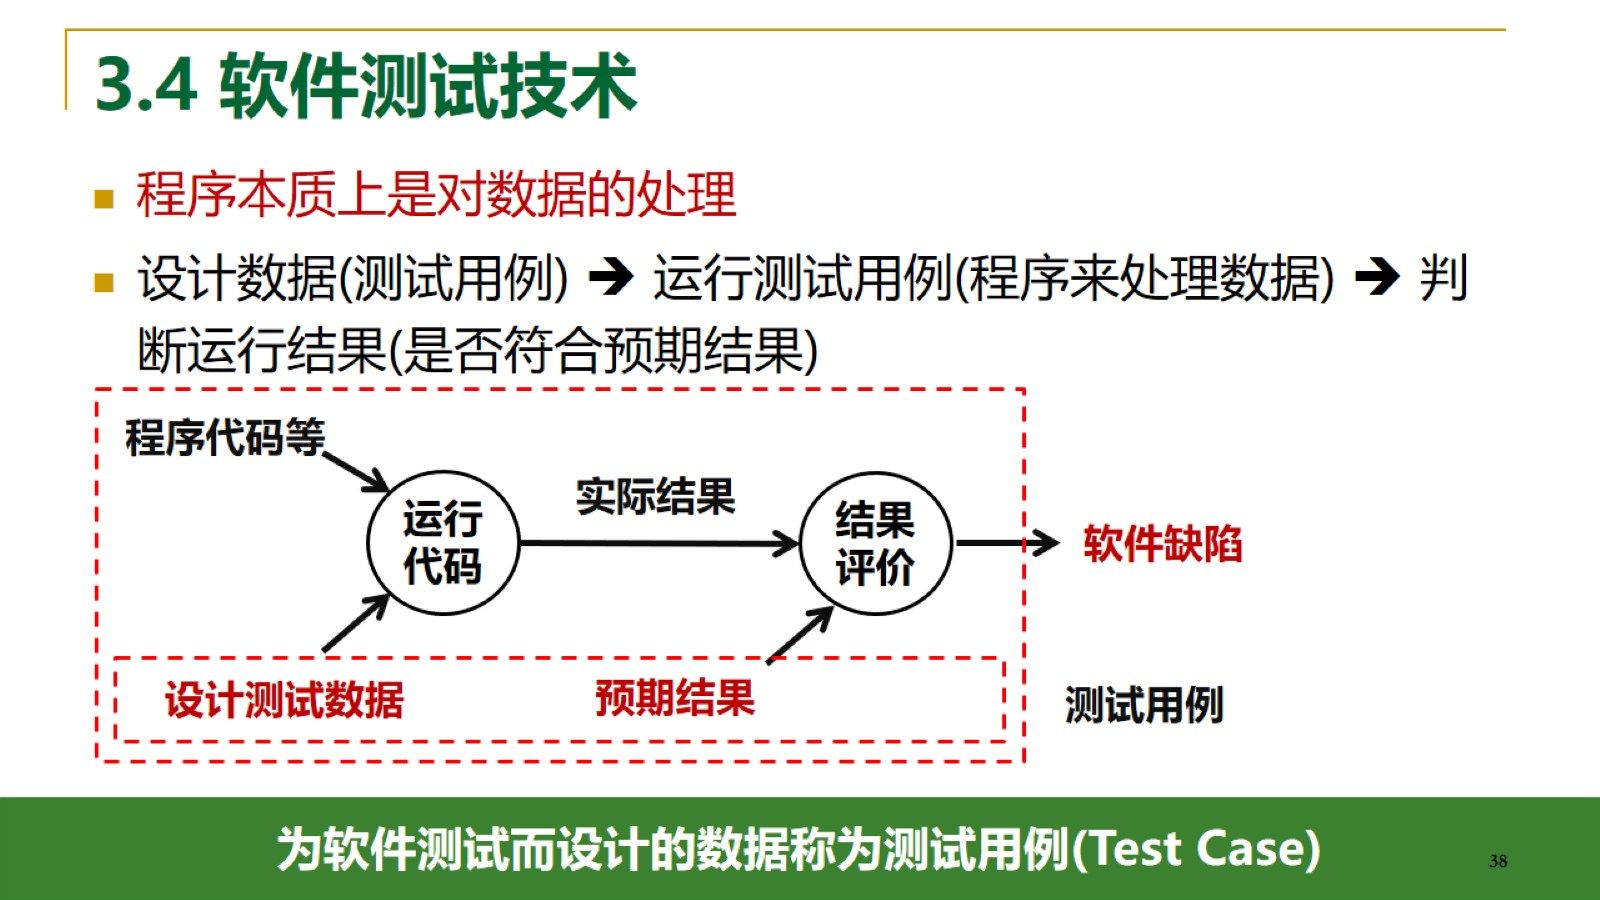 3.4 软件测试技术
程序本质上是对数据的处理
设计数据(测试用例) ➔ 运行测试用例(程序来处理数据) ➔ 判
断运行结果(是否符合预期结果)
程序代码等
运行
代码
实际结果
结果
评价
软件缺陷
设计测试数据
预期结果
测试用例
为软件测试而设计的数据称为测试用例(Test Case)
38